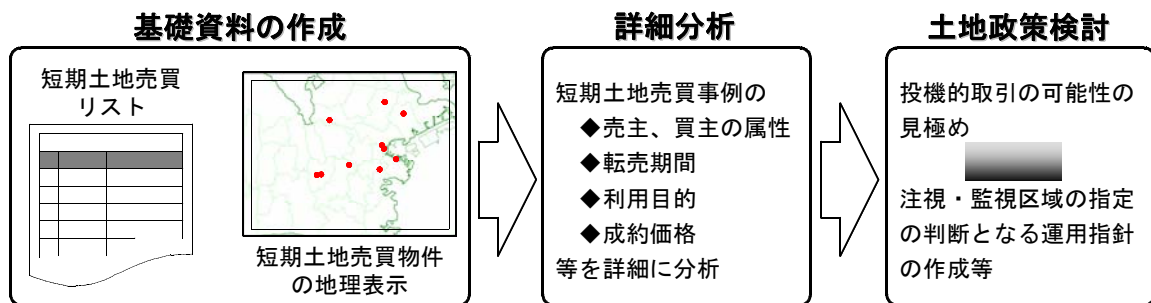 基礎資料の作成
短期土地売買
リスト
短期土地売買物件
の地理表示
詳細分析
短期土地売買事例の
◆売主、買主の属性
◆転売期間
◆利用目的
◆成約価格
等を詳細に分析
土地政策検討
投機的取引の可能性の
見極め
注視・監視区域の指定
の判断となる運用指針
の作成等